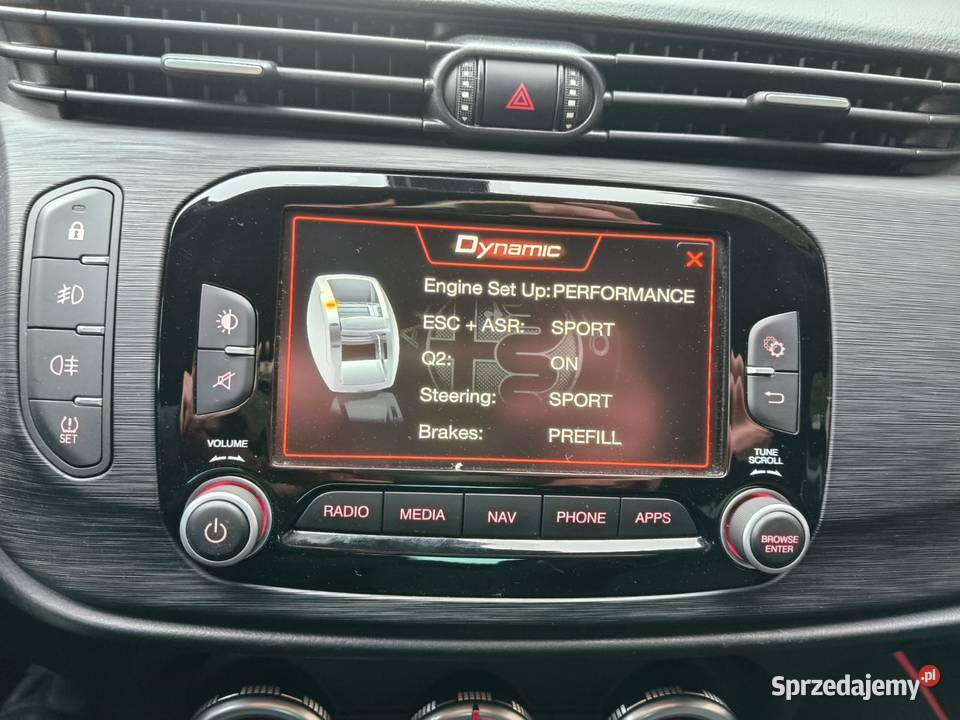 Dynamic
Engine Set Up: PERFORMANCE
ESC + ASR: SPORT
Q2: ON
Steering: SPORT
Brakes: PREFILL
SET
VOLUME
TUNE
SCROLL
RADIO MEDIA NAV PHONE APPS
BROWSE
ENTER
Sprzedajemy.pl